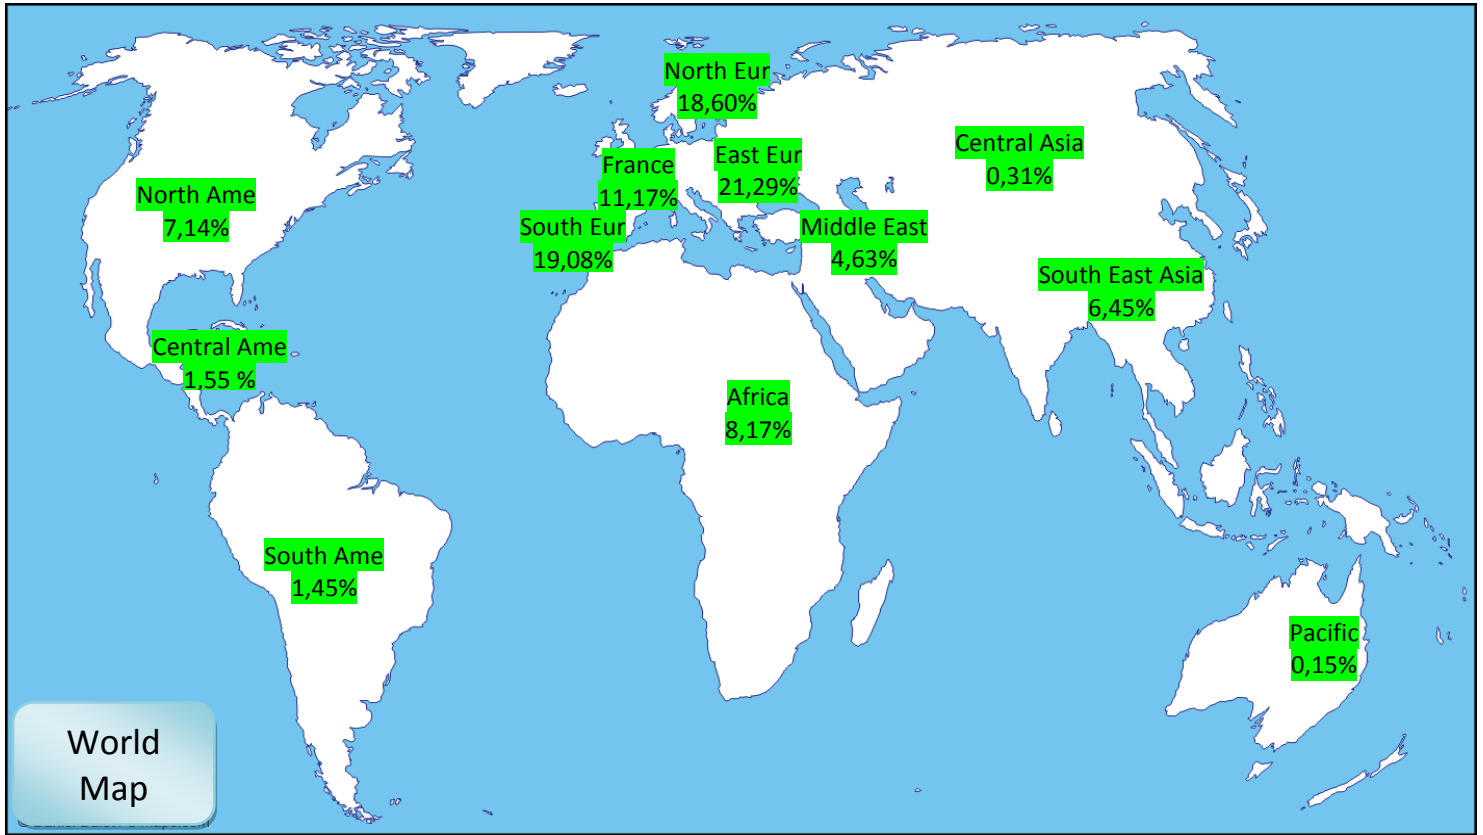 North Eur
18,60%
Central Asia
0,31%
East Eur
21,29%
France
11,17%
North Ame
7,14%
South Eur
19,08%
Middle East
4,63%
South East Asia
6,45%
Central Ame
1,55 %
Africa
8,17%
South Ame
1,45%
Pacific
0,15%
World
Map